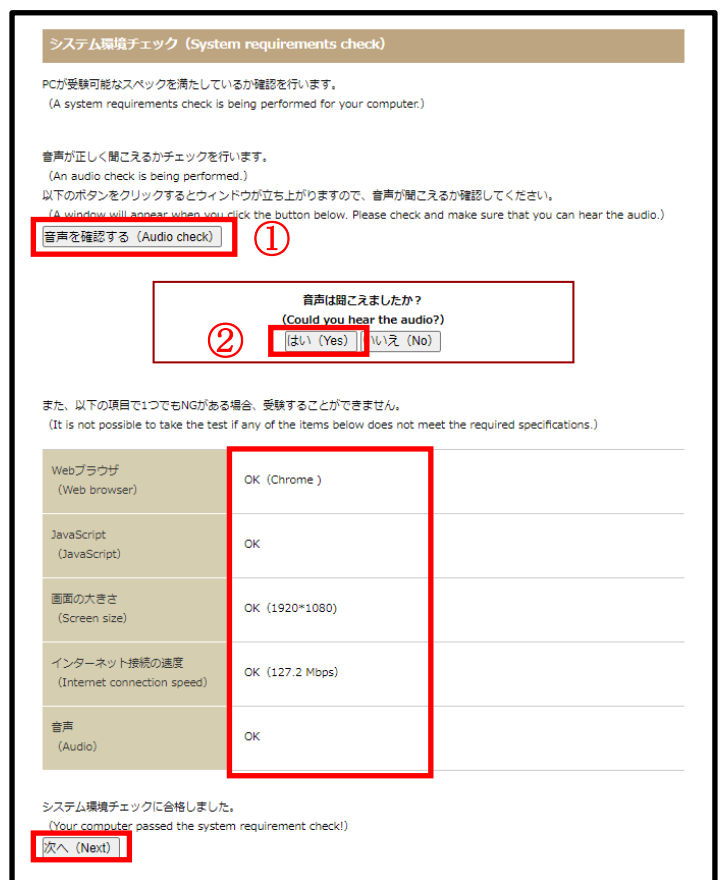 システム環境チェック（System requirements check）
PCが受験可能なスペックを満たしているか確認を行います。
（A system requirements check is being performed for your computer.）
音声が正しく聞こえるかチェックを行います。
（An audio check is being performed.）
以下のボタンをクリックするとウィンドウが立ち上がりますので、音声が聞こえるか確認してください。
（A window will appear when you click the button below. Please check and make sure that you can hear the audio.）
音声を確認する（Audio check）
①
音声は聞こえましたか？
（Could you hear the audio?）
②
はい（Yes） いいえ（No）
また、以下の項目で1つでもNGがある場合、受験することができません。
（It is not possible to take the test if any of the items below does not meet the required specifications.）
Webブラウザ
（Web browser）
OK（Chrome ）
JavaScript
（JavaScript）
OK
画面の大きさ
（Screen size）
OK（1920*1080）
インターネット接続の速度
（Internet connection speed）
OK（127.2 Mbps）
音声
（Audio）
OK
システム環境チェックに合格しました。
（Your computer passed the system requirement check!）
次へ（Next）